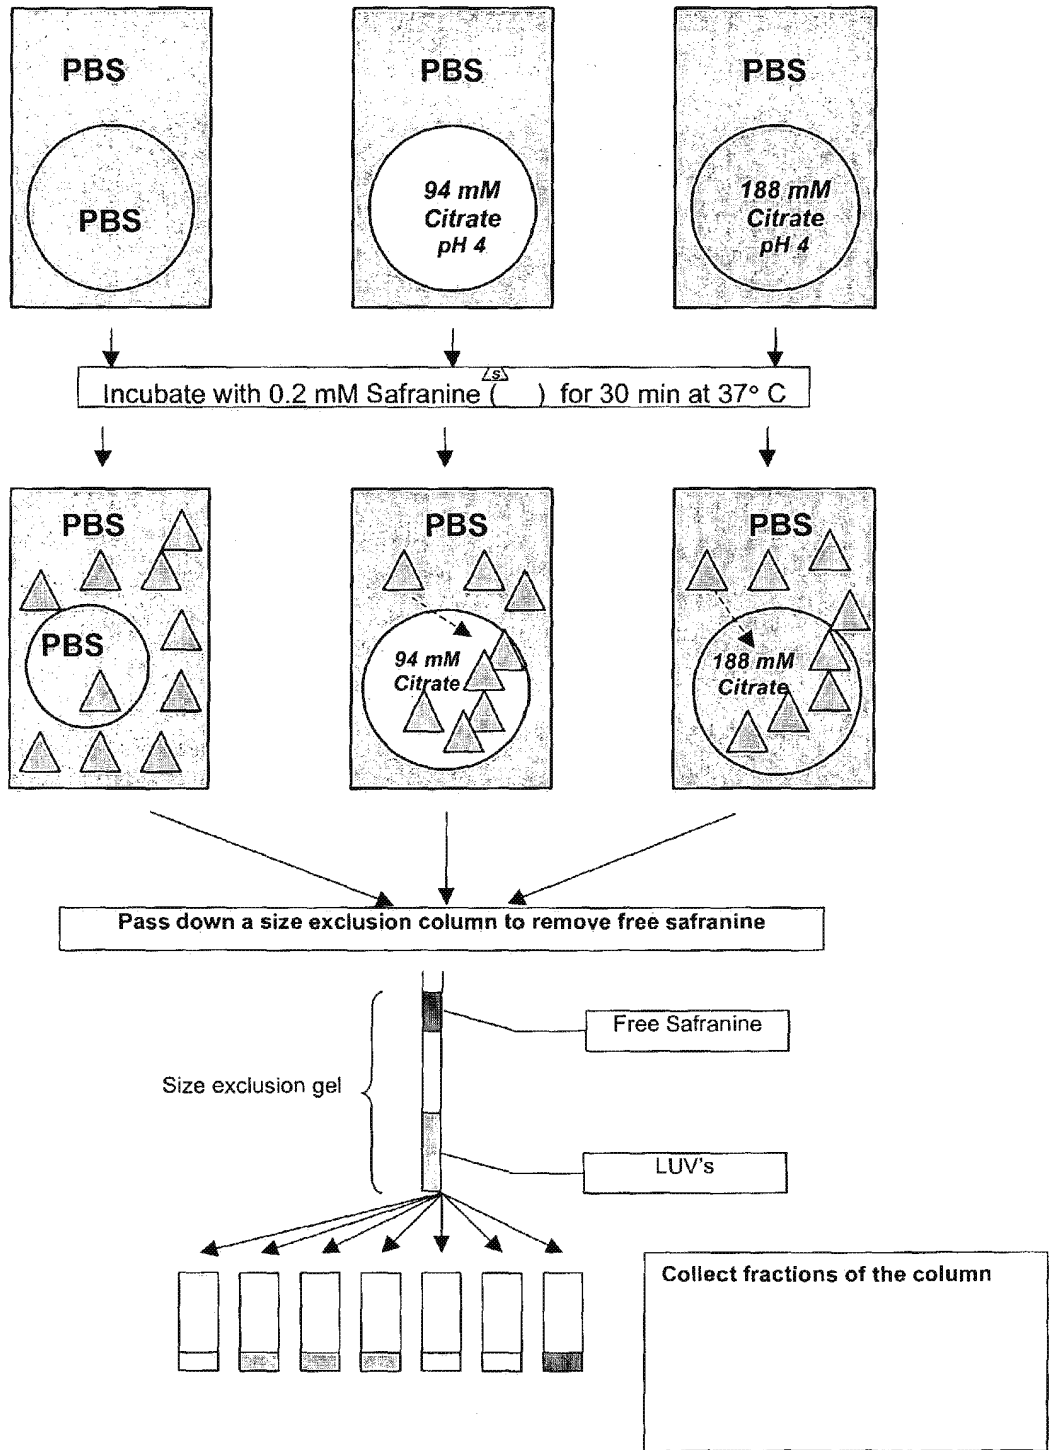 PBS
PBS
PBS
PBS
94 mM
Citrate
pH 4
188 mM
Citrate
pH 4
Incubate with 0.2 mM Safranine (S) for 30 min at 37° C
PBS
PBS
PBS
PBS
94 mM
Citrate
188 mM
Citrate
Pass down a size exclusion column to remove free safranine
Free Safranine
Size exclusion gel
LUV's
Collect fractions of the column